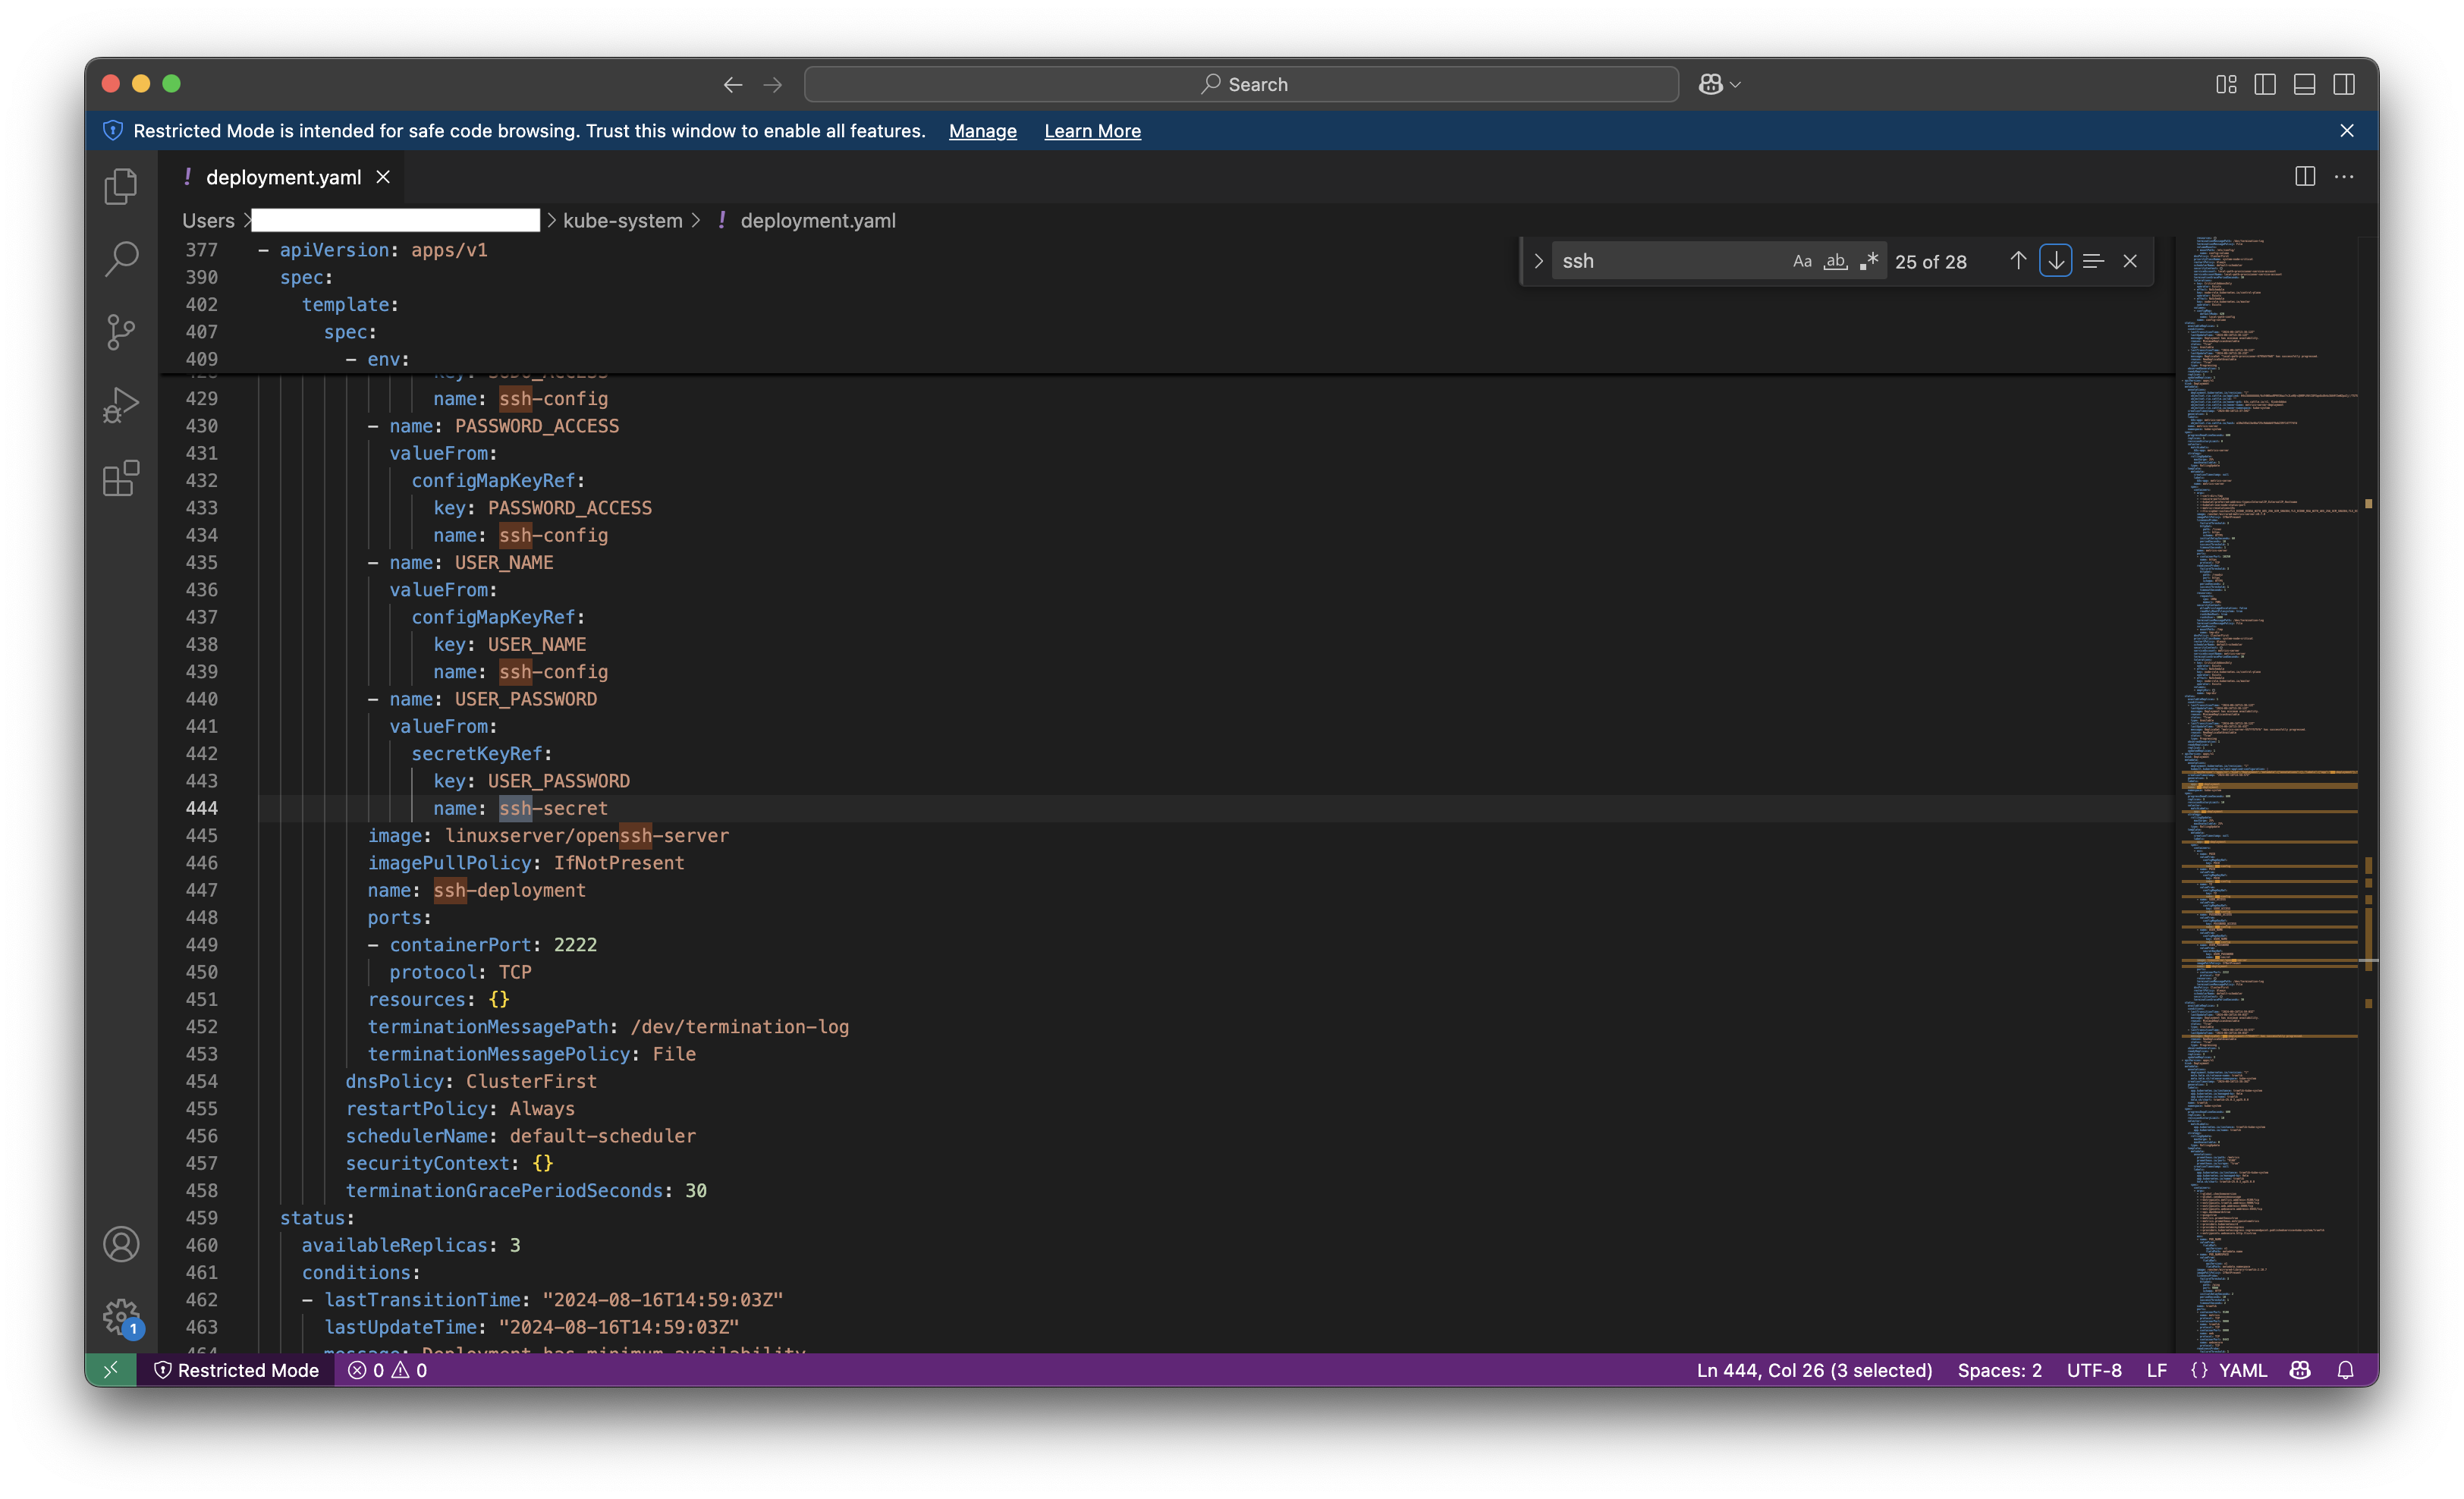 Search
Restricted Mode is intended for safe code browsing. Trust this window to enable all features. Manage Learn More
! deployment.yaml
Users > > kube-system > ! deployment.yaml
ssh Aa ab 25 of 28
377 - apiVersion: apps/v1
390 spec:
402 template:
407 spec:
409 - env:
429 name: ssh-config
430 - name: PASSWORD_ACCESS
431 valueFrom:
432 configMapKeyRef:
433 key: PASSWORD_ACCESS
434 name: ssh-config
435 - name: USER_NAME
436 valueFrom:
437 configMapKeyRef:
438 key: USER_NAME
439 name: ssh-config
440 - name: USER_PASSWORD
441 valueFrom:
442 secretKeyRef:
443 key: USER_PASSWORD
444 name: ssh-secret
445 image: linuxserver/openssh-server
446 imagePullPolicy: IfNotPresent
447 name: ssh-deployment
448 ports:
449 - containerPort: 2222
450 protocol: TCP
451 resources: {}
452 terminationMessagePath: /dev/termination-log
453 terminationMessagePolicy: File
454 dnsPolicy: ClusterFirst
455 restartPolicy: Always
456 schedulerName: default-scheduler
457 securityContext: {}
458 terminationGracePeriodSeconds: 30
459 status:
460 availableReplicas: 3
461 conditions:
462 - lastTransitionTime: "2024-08-16T14:59:03Z"
463 lastUpdateTime: "2024-08-16T14:59:03Z"
464 message: Deployment has minimum availability
1
Restricted Mode 0 0 Ln 444, Col 26 (3 selected) Spaces: 2 UTF-8 LF {} YAML